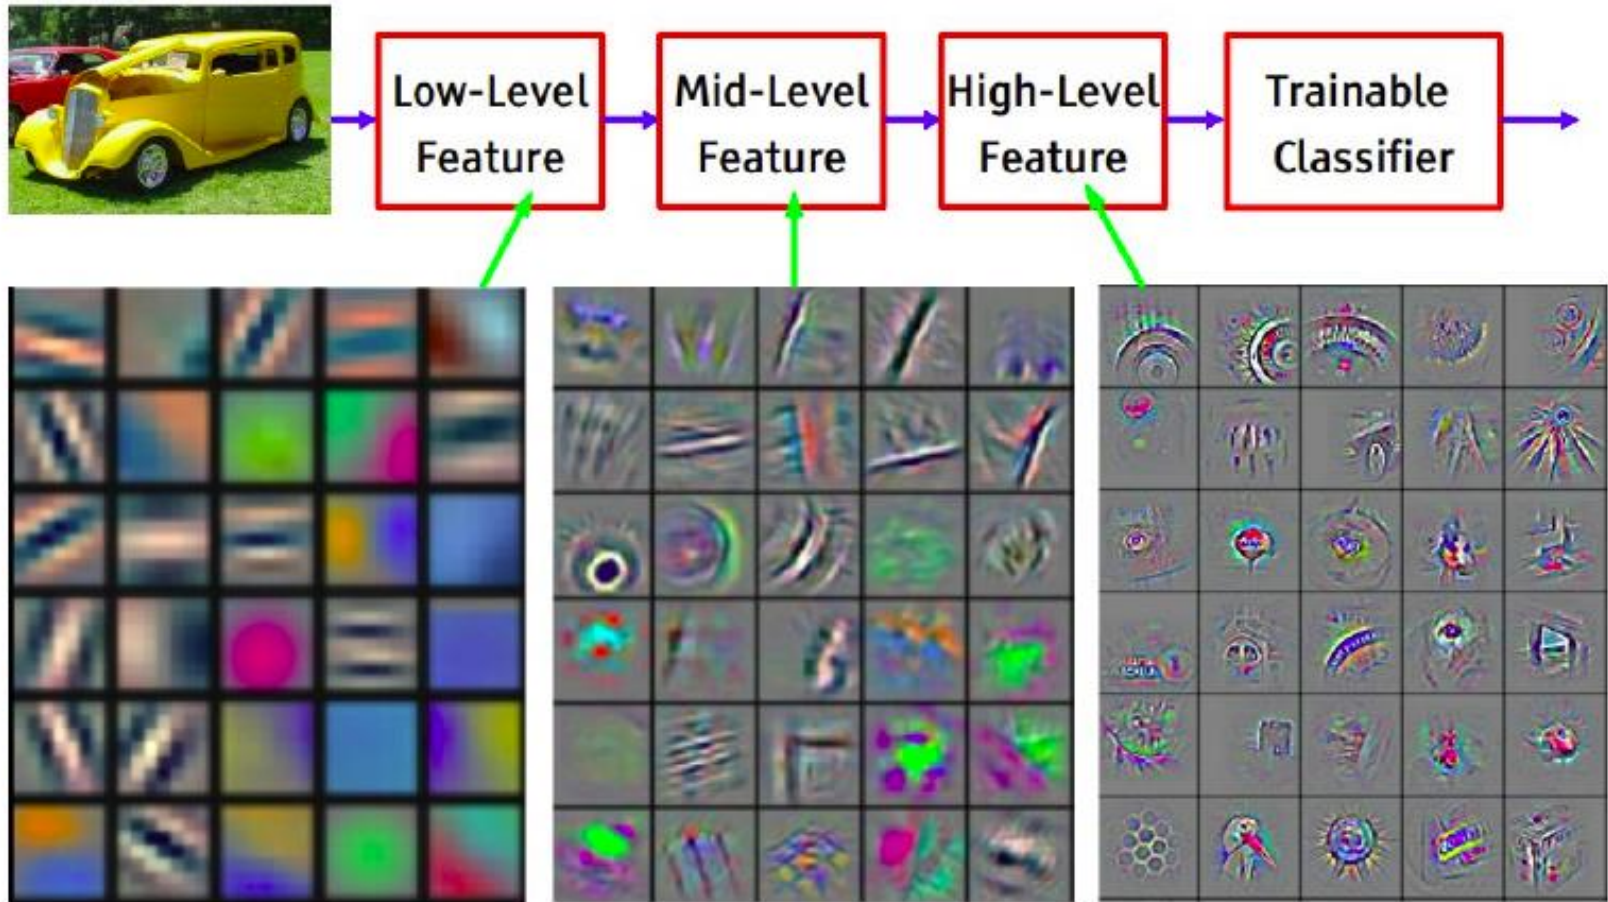 Low-Level
Feature
Mid-Level
Feature
High-Level
Feature
Trainable
Classifier